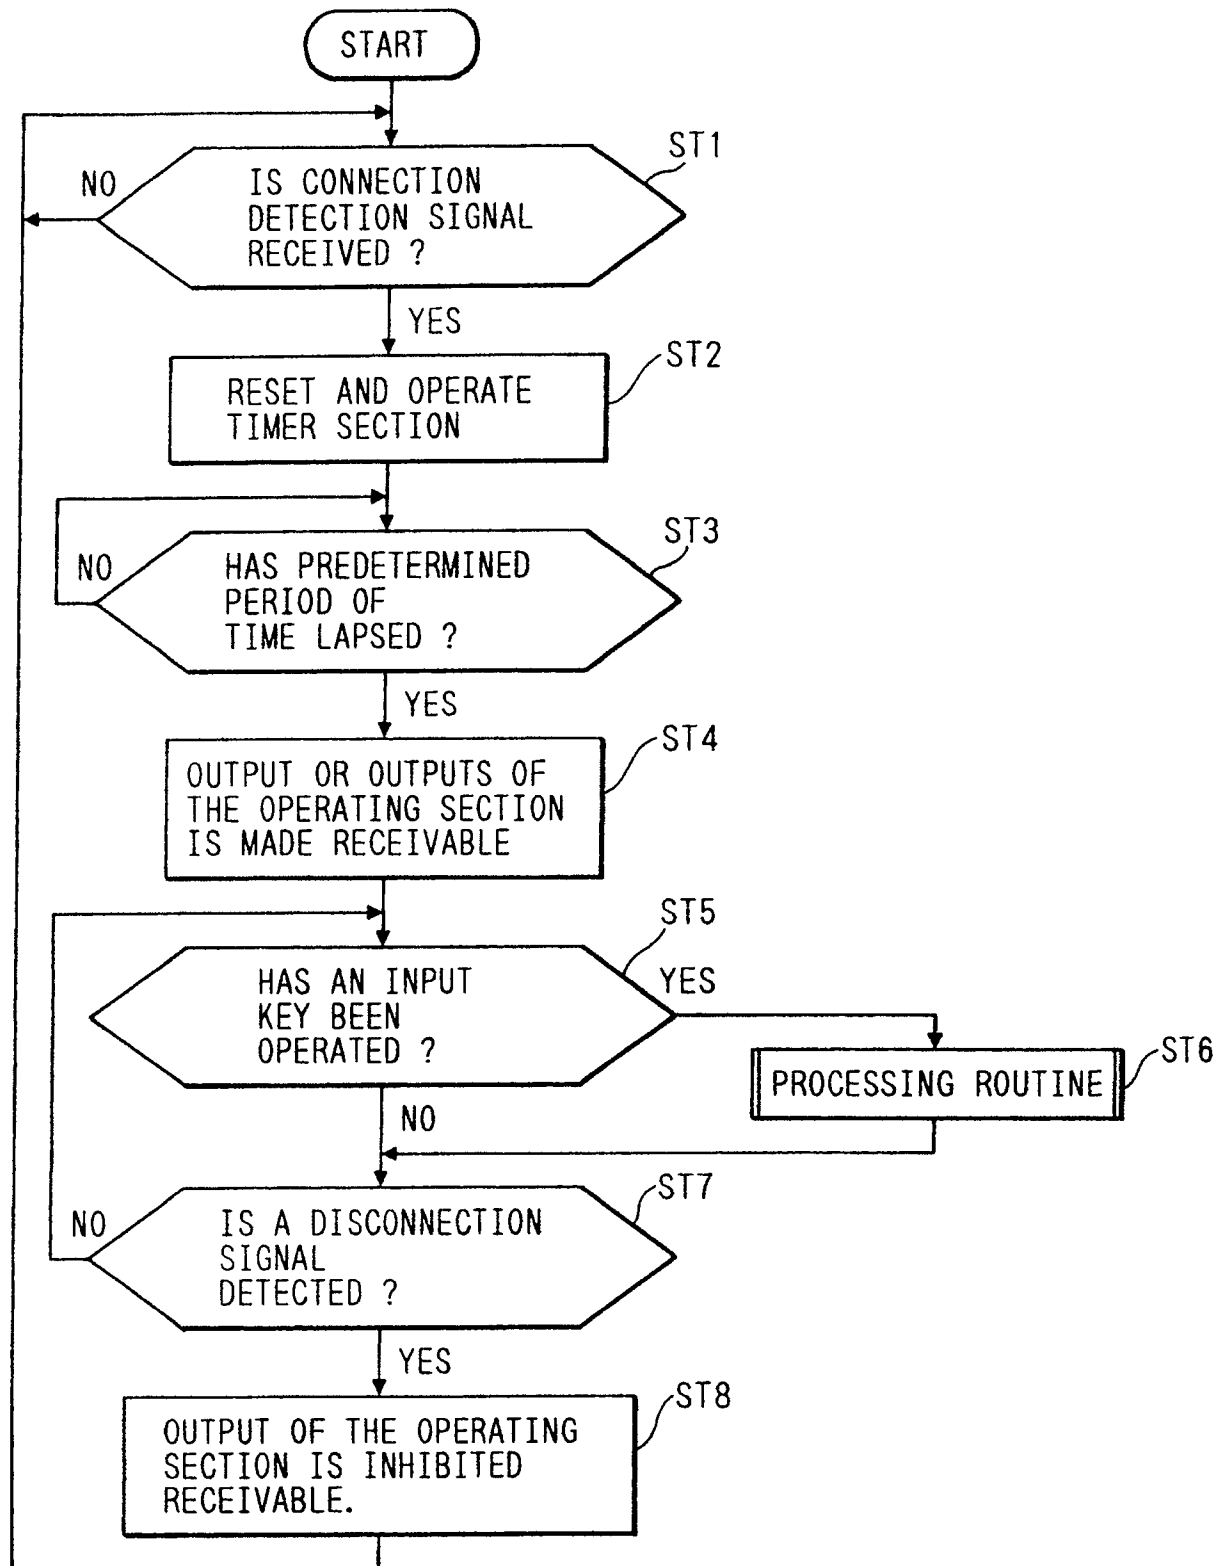 START
ST1
NO
IS CONNECTION
DETECTION SIGNAL
RECEIVED ?
YES
ST2
RESET AND OPERATE
TIMER SECTION
ST3
NO
HAS PREDETERMINED
PERIOD OF
TIME LAPSED ?
YES
ST4
OUTPUT OR OUTPUTS OF
THE OPERATING SECTION
IS MADE RECEIVABLE
ST5
HAS AN INPUT
KEY BEEN
OPERATED ?
YES
ST6
PROCESSING ROUTINE
NO
ST7
NO
IS A DISCONNECTION
SIGNAL
DETECTED ?
YES
ST8
OUTPUT OF THE OPERATING
SECTION IS INHIBITED
RECEIVABLE.